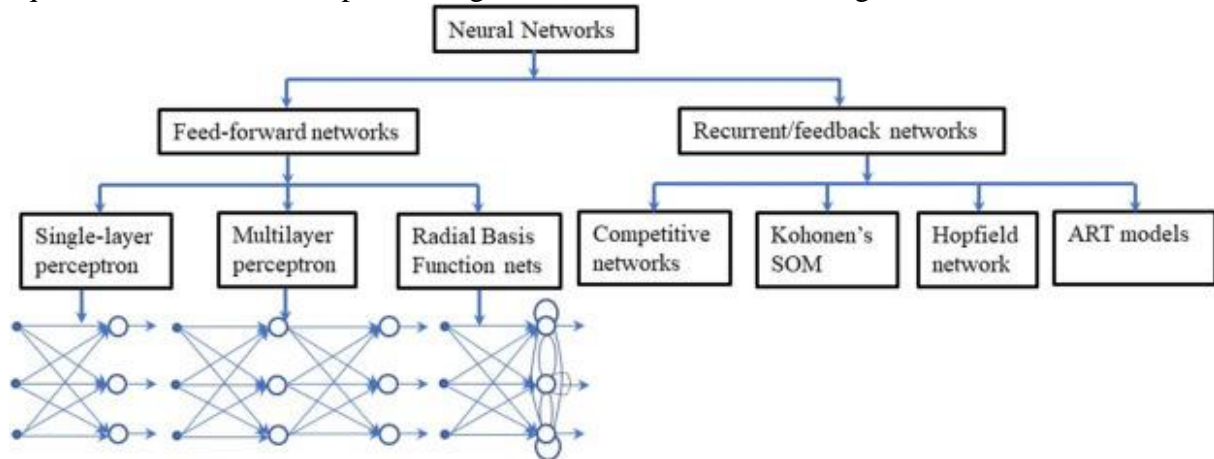 Neural Networks
Feed-forward networks
Recurrent/feedback networks
Single-layer
perceptron
Multilayer
perceptron
Radial Basis
Function nets
Competitive
networks
Kohonen's
SOM
Hopfield
network
ART models